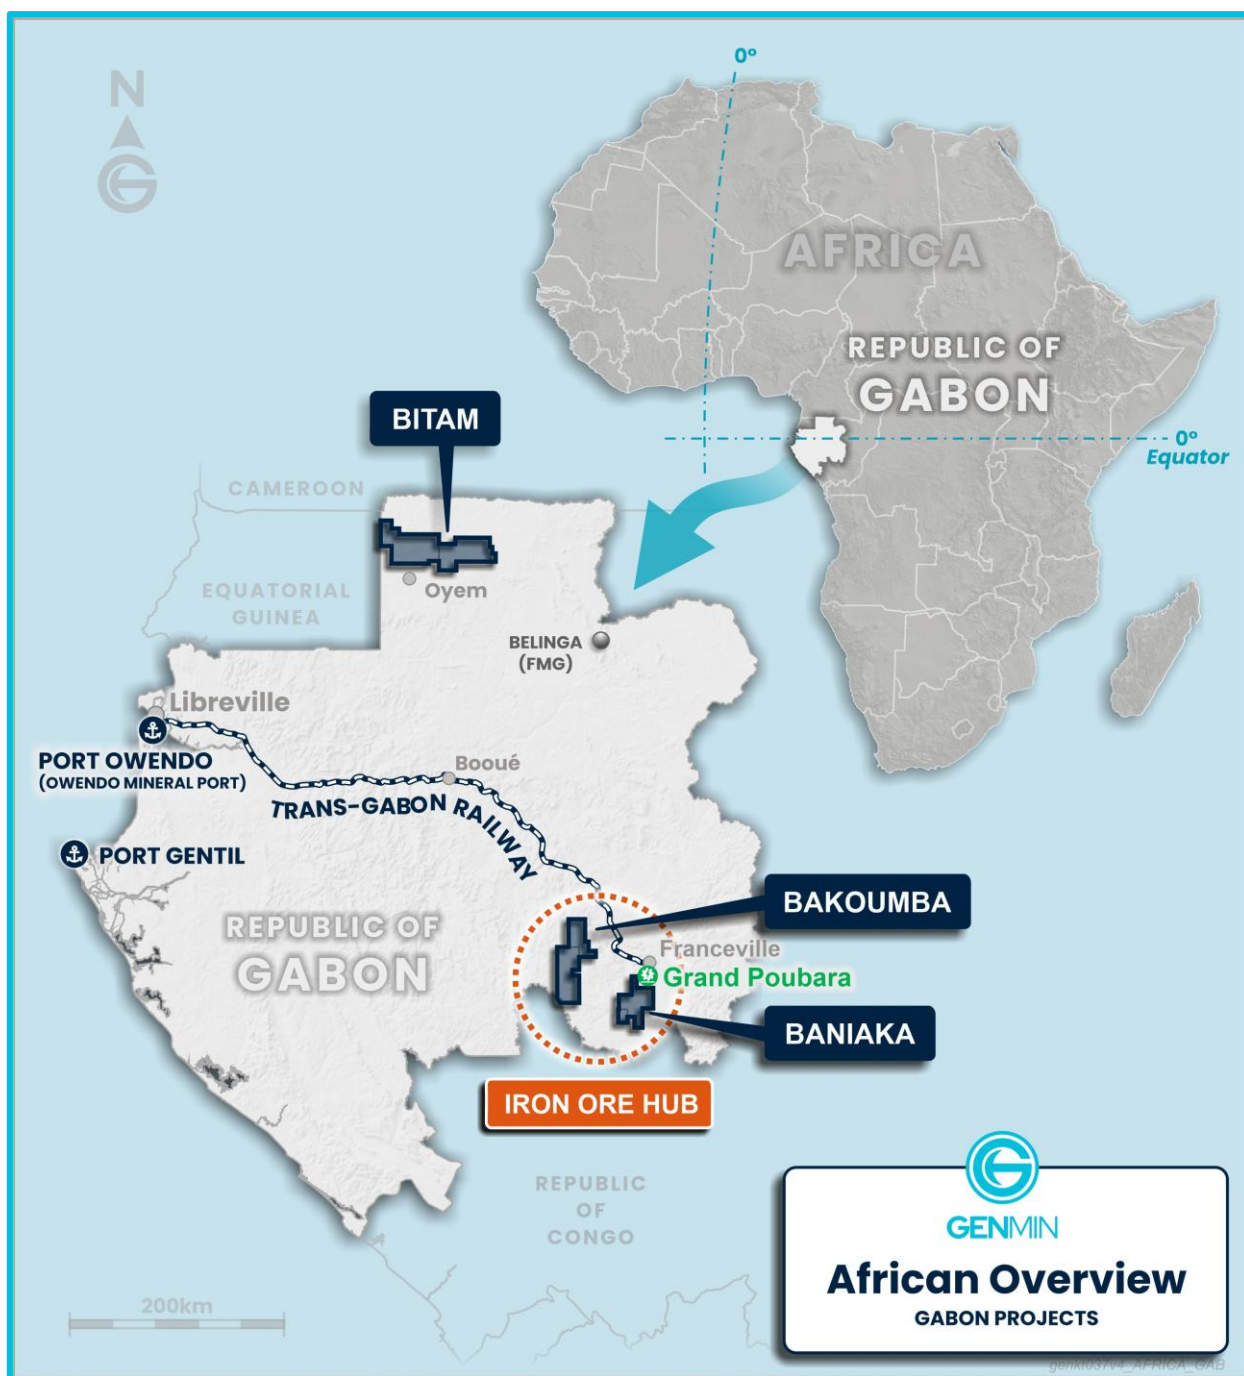 N
0°
AFRICA
REPUBLIC OF
GABON
0°
Equator
BITAM
CAMEROON
EQUATORIAL
GUINEA
Oyem
BELINGA
(FMG)
Libreville
PORT OWENDO
(OWENDO MINERAL PORT)
Booué
TRANS-GABON RAILWAY
PORT GENTIL
BAKOUMBA
REPUBLIC OF
GABON
Franceville
Grand Poubara
BANIAKA
IRON ORE HUB
REPUBLIC
OF
CONGO
200km
GENMIN
African Overview
GABON PROJECTS
genkt037v4_AFRICA_GAB